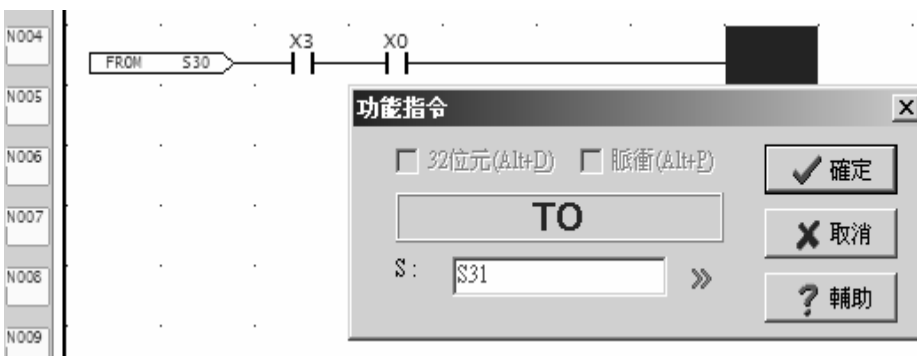 N004
X3 X0
FROM S30
N005
功能指令
N006
32位元(Alt+D) 脈衝(Alt+P)
確定
TO
N007
取消
S: S31 »
N008
輔助
N009